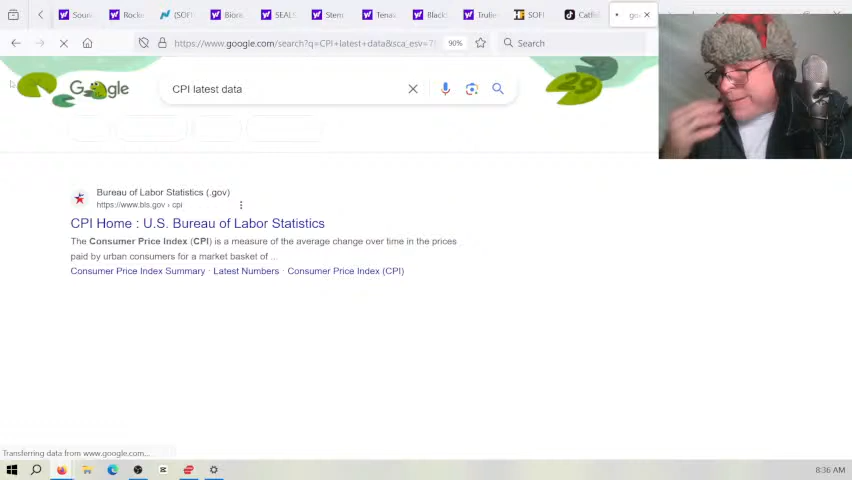 Sour
Rocke
(SOFI
Biora
SEALS
Stem
Tenax
Black
Trulie
SOFI
Catfis
go
https://www.google.com/search?q=CPI+latest+data&sca_esv=7
90%
Search
Google
CPI latest data
29
Bureau of Labor Statistics (.gov)
https://www.bls.gov › cpi
CPI Home : U.S. Bureau of Labor Statistics
The Consumer Price Index (CPI) is a measure of the average change over time in the prices
paid by urban consumers for a market basket of ...
Consumer Price Index Summary · Latest Numbers · Consumer Price Index (CPI)
Transferring data from www.google.com...
8:36 AM